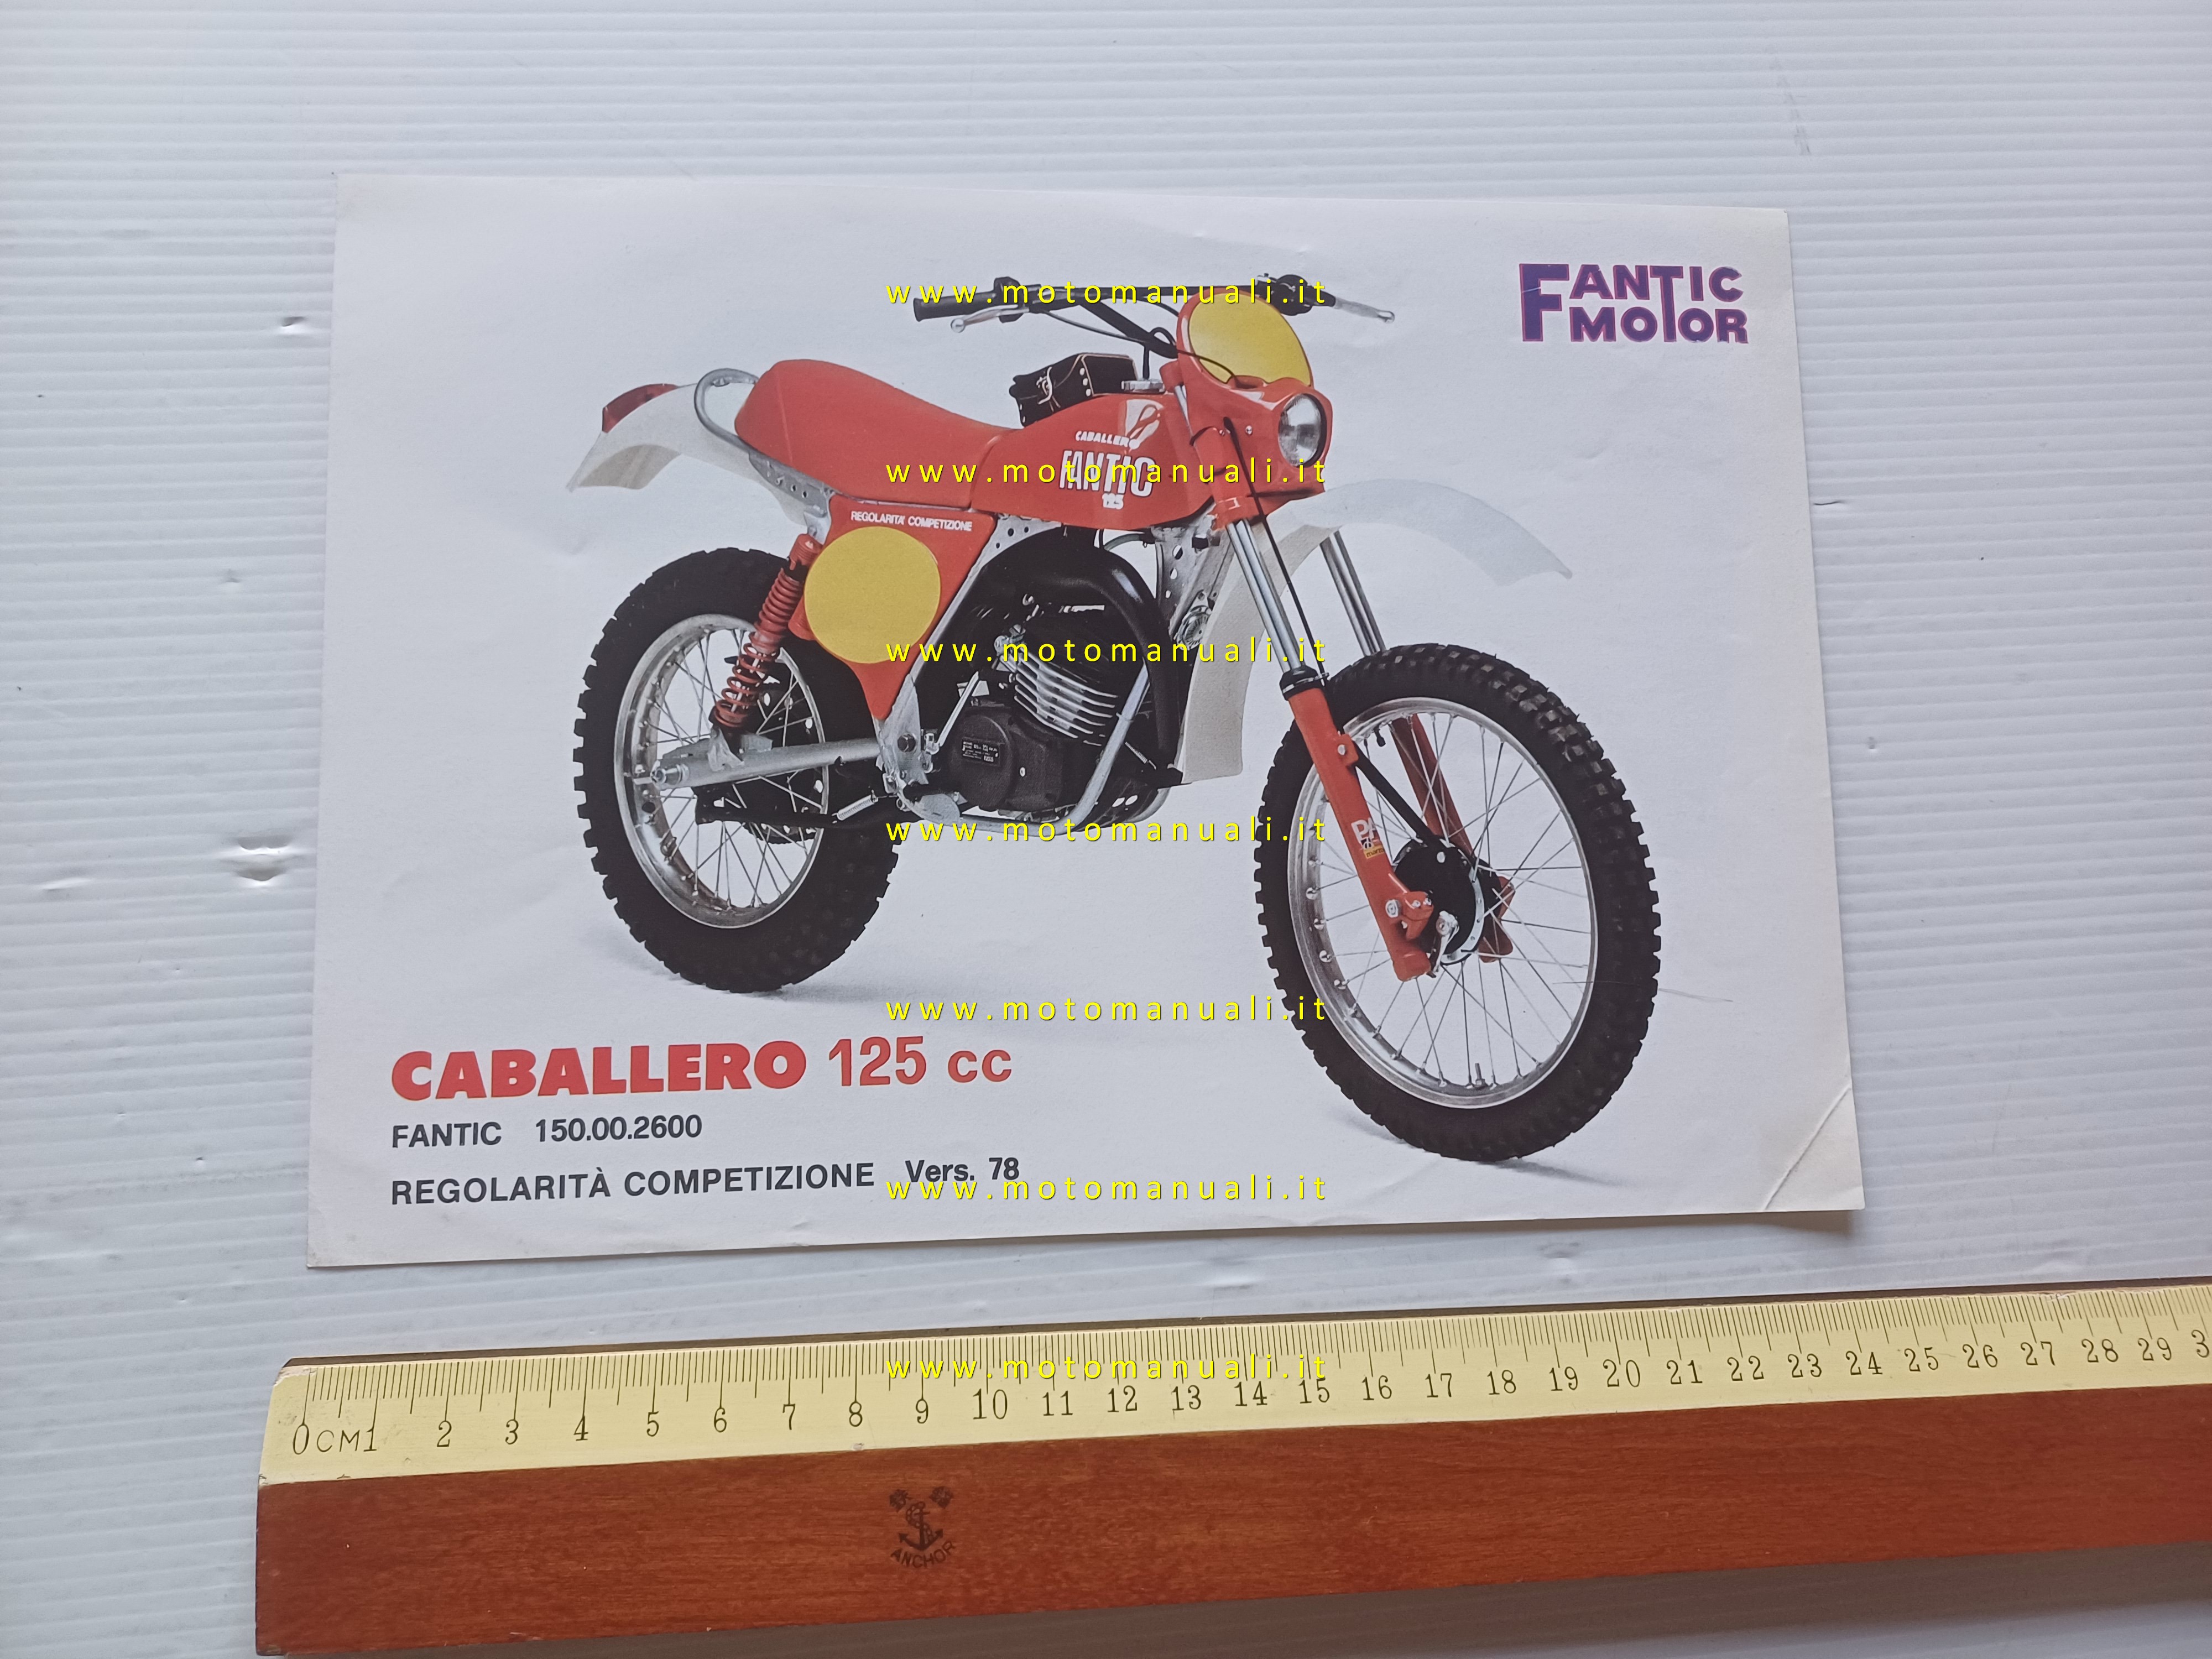 www.motomanuali.it
FANTIC
MOTOR
CABALLERO
www.motomanuali.it
FANTIC
125
REGOLARITA' COMPETIZIONE
www.motomanuali.it
www.motomanuali.it
www.motomanuali.it
CABALLERO 125 cc
FANTIC 150.00.2600
REGOLARITÀ COMPETIZIONE Vers. 78
www.motomanuali.it
www.motomanuali.it
0CM1 2 3 4 5 6 7 8 9 10 11 12 13 14 15 16 17 18 19 20 21 22 23 24 25 26 27 28 29 3
ANCHOR